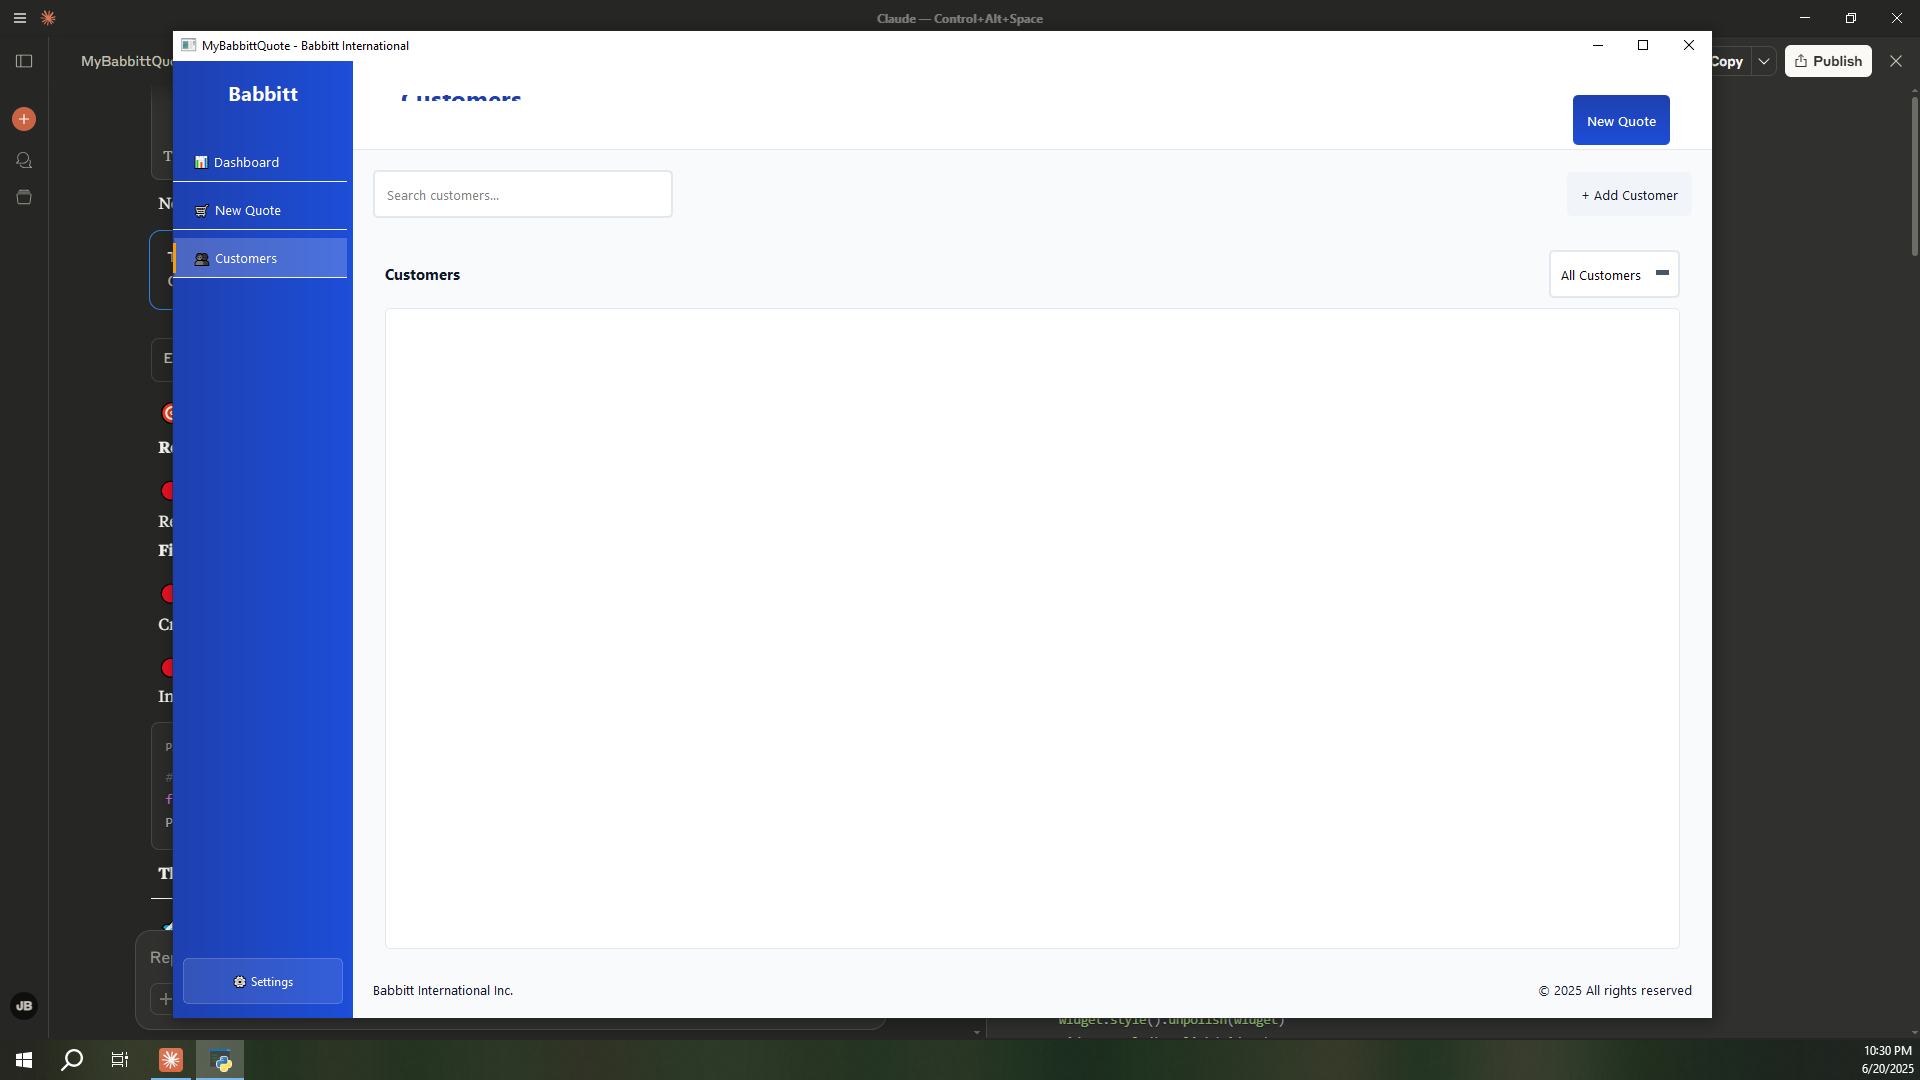 Claude — Control+Alt+Space
MyBabbittQuote - Babbitt International
MyBabbittQu
Copy
Publish
Babbitt
Customers
New Quote
Dashboard
New Quote
Customers
Search customers...
+ Add Customer
Customers
All Customers
Settings
Babbitt International Inc.
© 2025 All rights reserved
JB
widget.style().unpolish(widget)
10:30 PM
6/20/2025